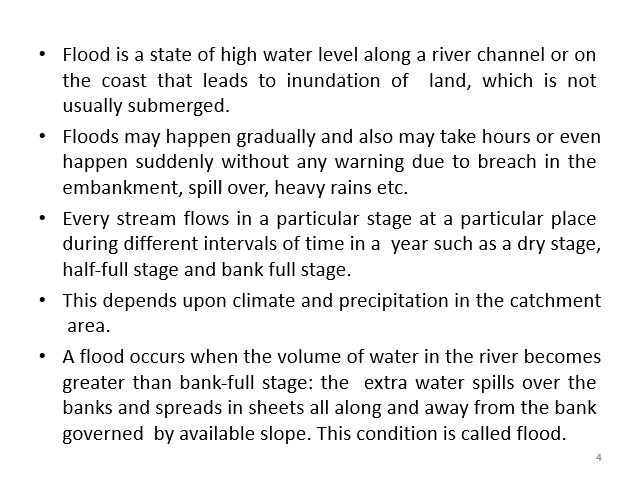 • Flood is a state of high water level along a river channel or on
the coast that leads to inundation of land, which is not
usually submerged.
• Floods may happen gradually and also may take hours or even
happen suddenly without any warning due to breach in the
embankment, spill over, heavy rains etc.
• Every stream flows in a particular stage at a particular place
during different intervals of time in a year such as a dry stage,
half-full stage and bank full stage.
• This depends upon climate and precipitation in the catchment
area.
• A flood occurs when the volume of water in the river becomes
greater than bank-full stage: the extra water spills over the
banks and spreads in sheets all along and away from the bank
governed by available slope. This condition is called flood.
4